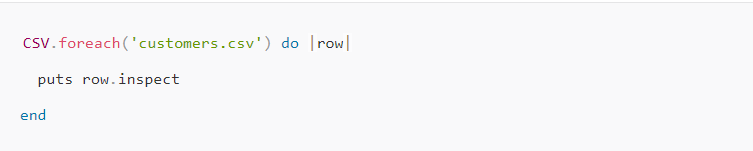 CSV.foreach('customers.csv') do |row|
  puts row.inspect
end